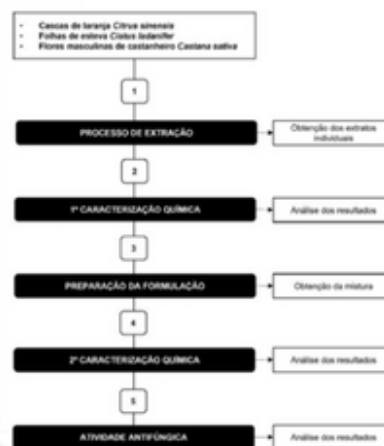 • Cascas de laranja Citrus sinensis
• Folhas de esteva Cistus ladanifer
• Flores masculinas de castanheiro Castana sativa
1
PROCESSO DE EXTRAÇÃO
Obtenção dos extratos
individuais
2
1ª CARACTERIZAÇÃO QUÍMICA
Análise dos resultados
3
PREPARAÇÃO DA FORMULAÇÃO
Obtenção da mistura
4
2ª CARACTERIZAÇÃO QUÍMICA
Análise dos resultados
5
ATIVIDADE ANTIFÚNGICA
Análise dos resultados